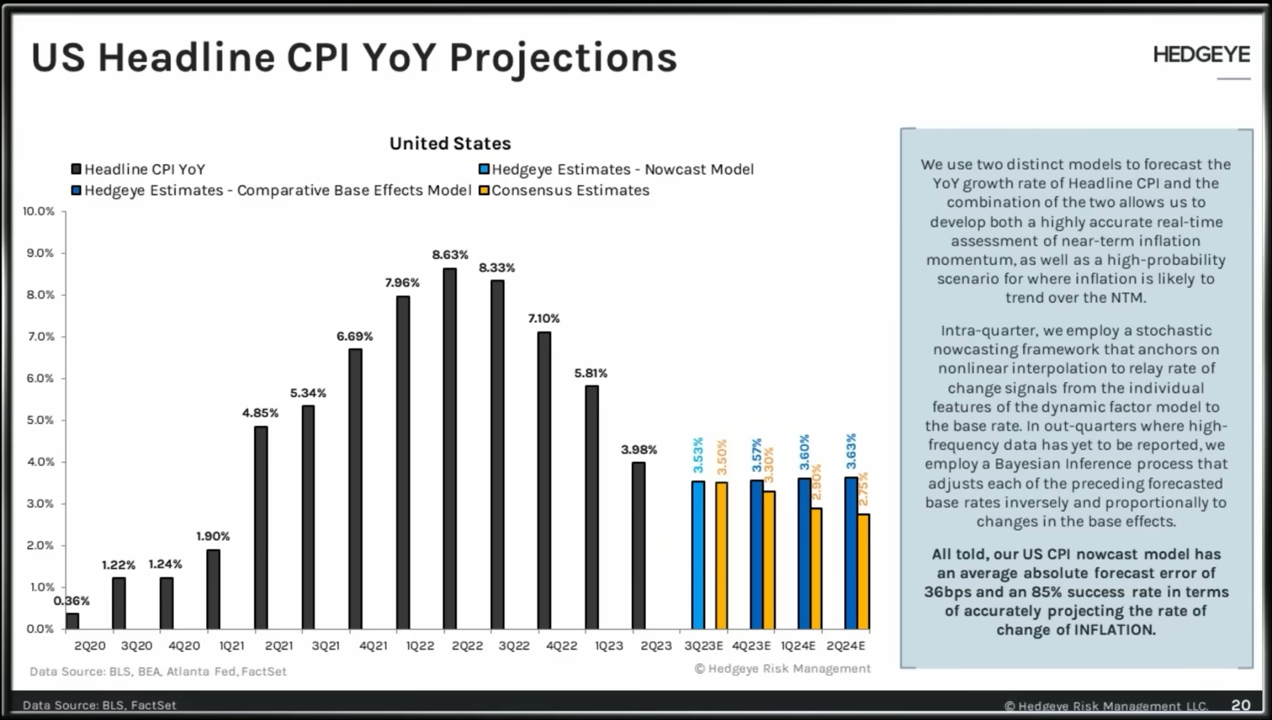 US Headline CPI YoY Projections
HEDGEYE
United States
Headline CPI YoY
Hedgeye Estimates - Nowcast Model
Hedgeye Estimates - Comparative Base Effects Model
Consensus Estimates
10.0%
9.0%
8.0%
7.0%
6.0%
5.0%
4.0%
3.0%
2.0%
1.0%
0.0%
0.36%
1.22%
1.24%
1.90%
4.85%
5.34%
6.69%
7.96%
8.63%
8.33%
7.10%
5.81%
3.98%
3.53%
3.50%
3.57%
3.30%
3.60%
2.90%
3.63%
2.75%
2Q20 3Q20 4Q20 1Q21 2Q21 3Q21 4Q21 1Q22 2Q22 3Q22 4Q22 1Q23 2Q23 3Q23E 4Q23E 1Q24E 2Q24E
Data Source: BLS, BEA, Atlanta Fed, FactSet
© Hedgeye Risk Management
We use two distinct models to forecast the
YoY growth rate of Headline CPI and the
combination of the two allows us to
develop both a highly accurate real-time
assessment of near-term inflation
momentum, as well as a high-probability
scenario for where inflation is likely to
trend over the NTM.
Intra-quarter, we employ a stochastic
nowcasting framework that anchors on
nonlinear interpolation to relay rate of
change signals from the individual
features of the dynamic factor model to
the base rate. In out-quarters where high-
frequency data has yet to be reported, we
employ a Bayesian Inference process that
adjusts each of the preceding forecasted
base rates inversely and proportionally to
changes in the base effects.
All told, our US CPI nowcast model has
an average absolute forecast error of
36bps and an 85% success rate in terms
of accurately projecting the rate of
change of INFLATION.
Data Source: BLS, FactSet
© Hedgeye Risk Management LLC.
20